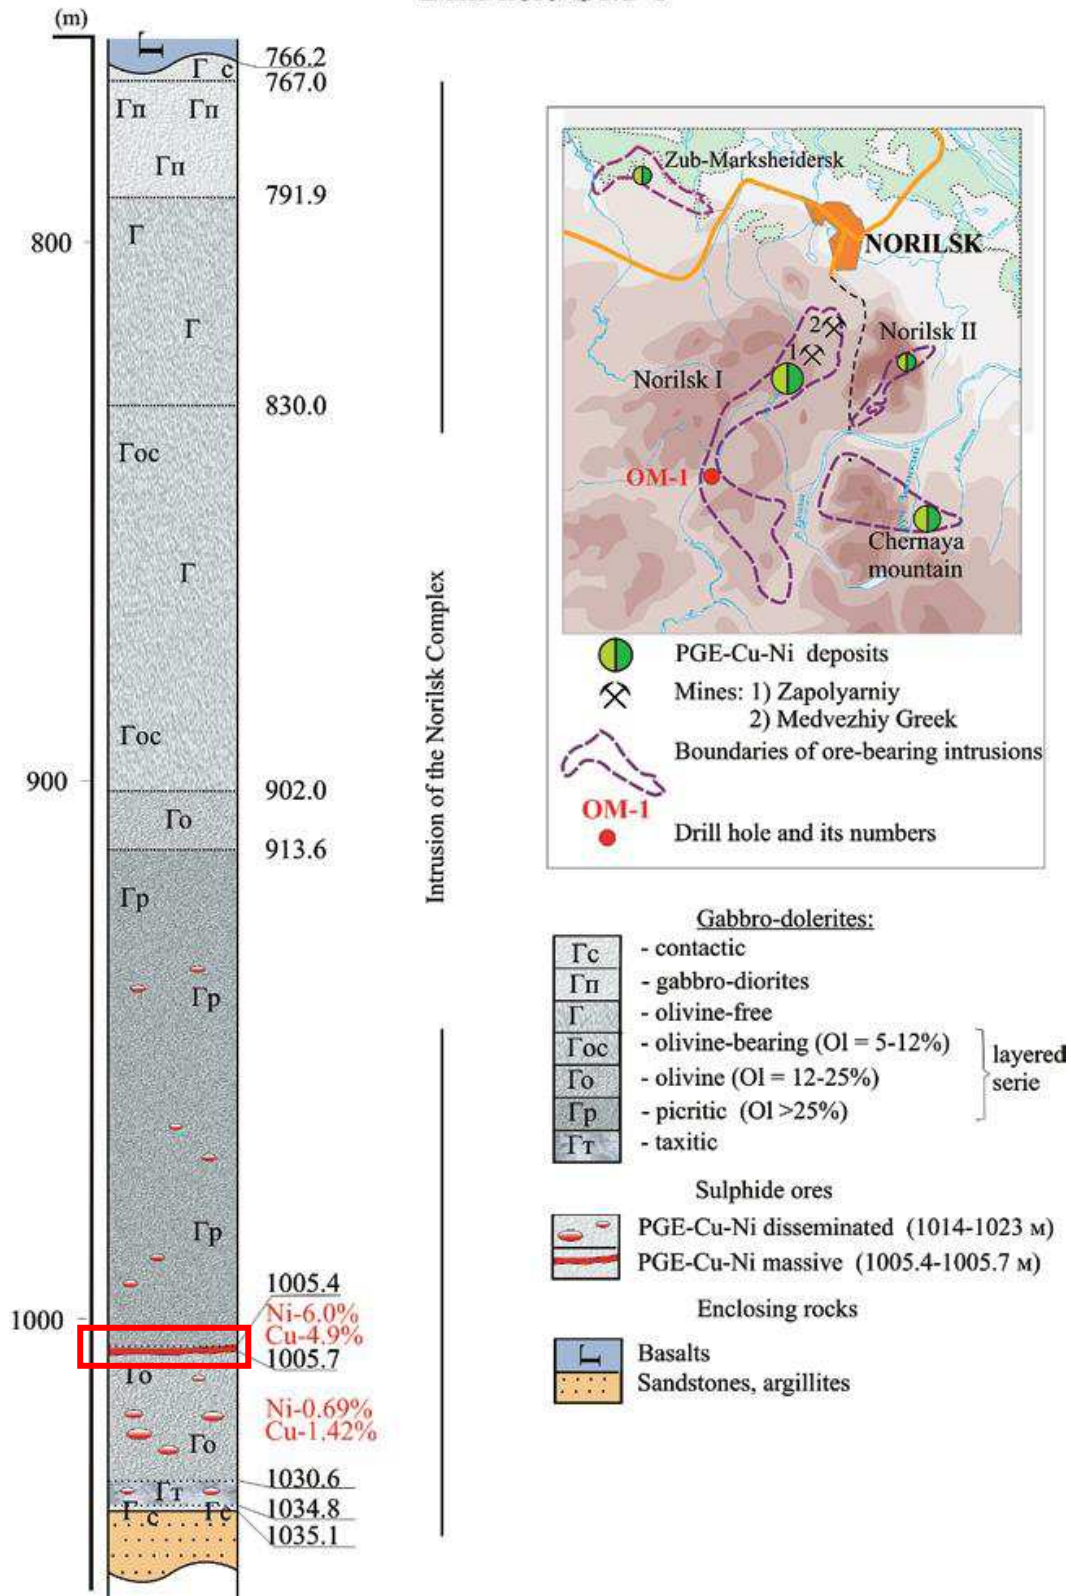 (m)
766.2
Г с
767.0
Гп Гп
Гп
791.9
Г
800
Г
830.0
Гос
Г
Гос
900
902.0
Го
913.6
Гр
Гр
Гр
1005.4
Ni-6.0%
1000
Cu-4.9%
1005.7
Го
Ni-0.69%
Cu-1.42%
Го
1030.6
Гт
1034.8
Гс Гс
1035.1
Intrusion of the Norilsk Complex
Zub-Marksheidersk
NORILSK
2
Norilsk II
1
Norilsk I
OM-1
Chernaya
mountain
PGE-Cu-Ni deposits
Mines: 1) Zapolyarniy
2) Medvezhiy Greek
Boundaries of ore-bearing intrusions
OM-1
Drill hole and its numbers
Gabbro-dolerites:
Гс - contactic
Гп - gabbro-diorites
Г - olivine-free
Гос - olivine-bearing (Ol = 5-12%)
layered
serie
Го - olivine (Ol = 12-25%)
Гр - picritic (Ol >25%)
Гт - taxitic
Sulphide ores
PGE-Cu-Ni disseminated (1014-1023 м)
PGE-Cu-Ni massive (1005.4-1005.7 м)
Enclosing rocks
Basalts
Sandstones, argillites